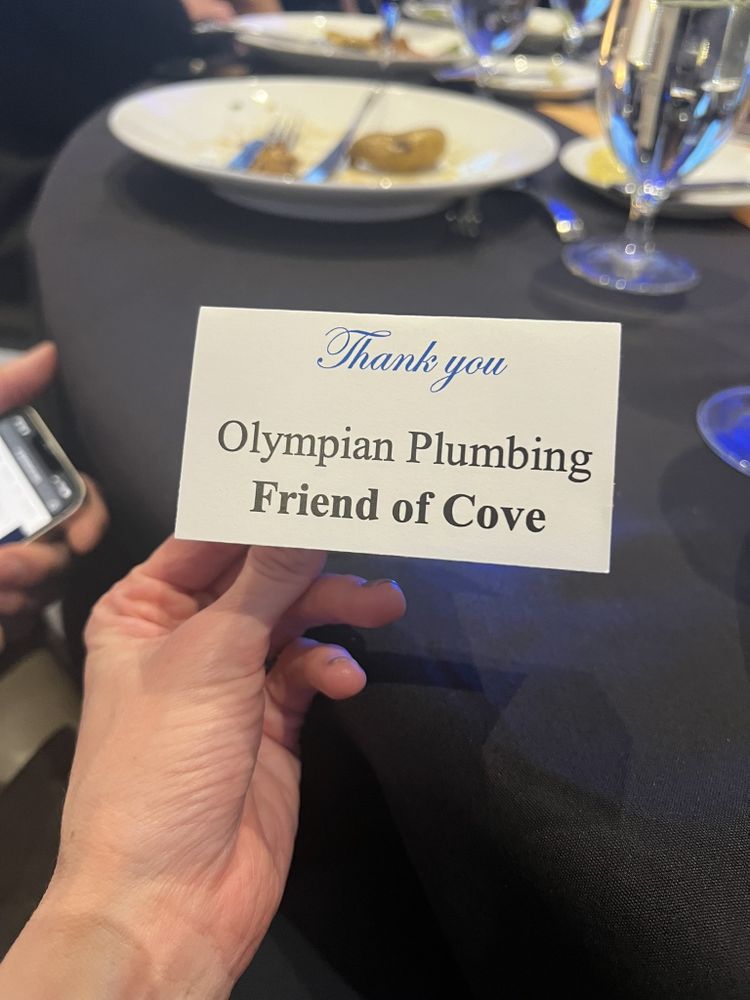 Thank you
Olympian Plumbing
Friend of Cove